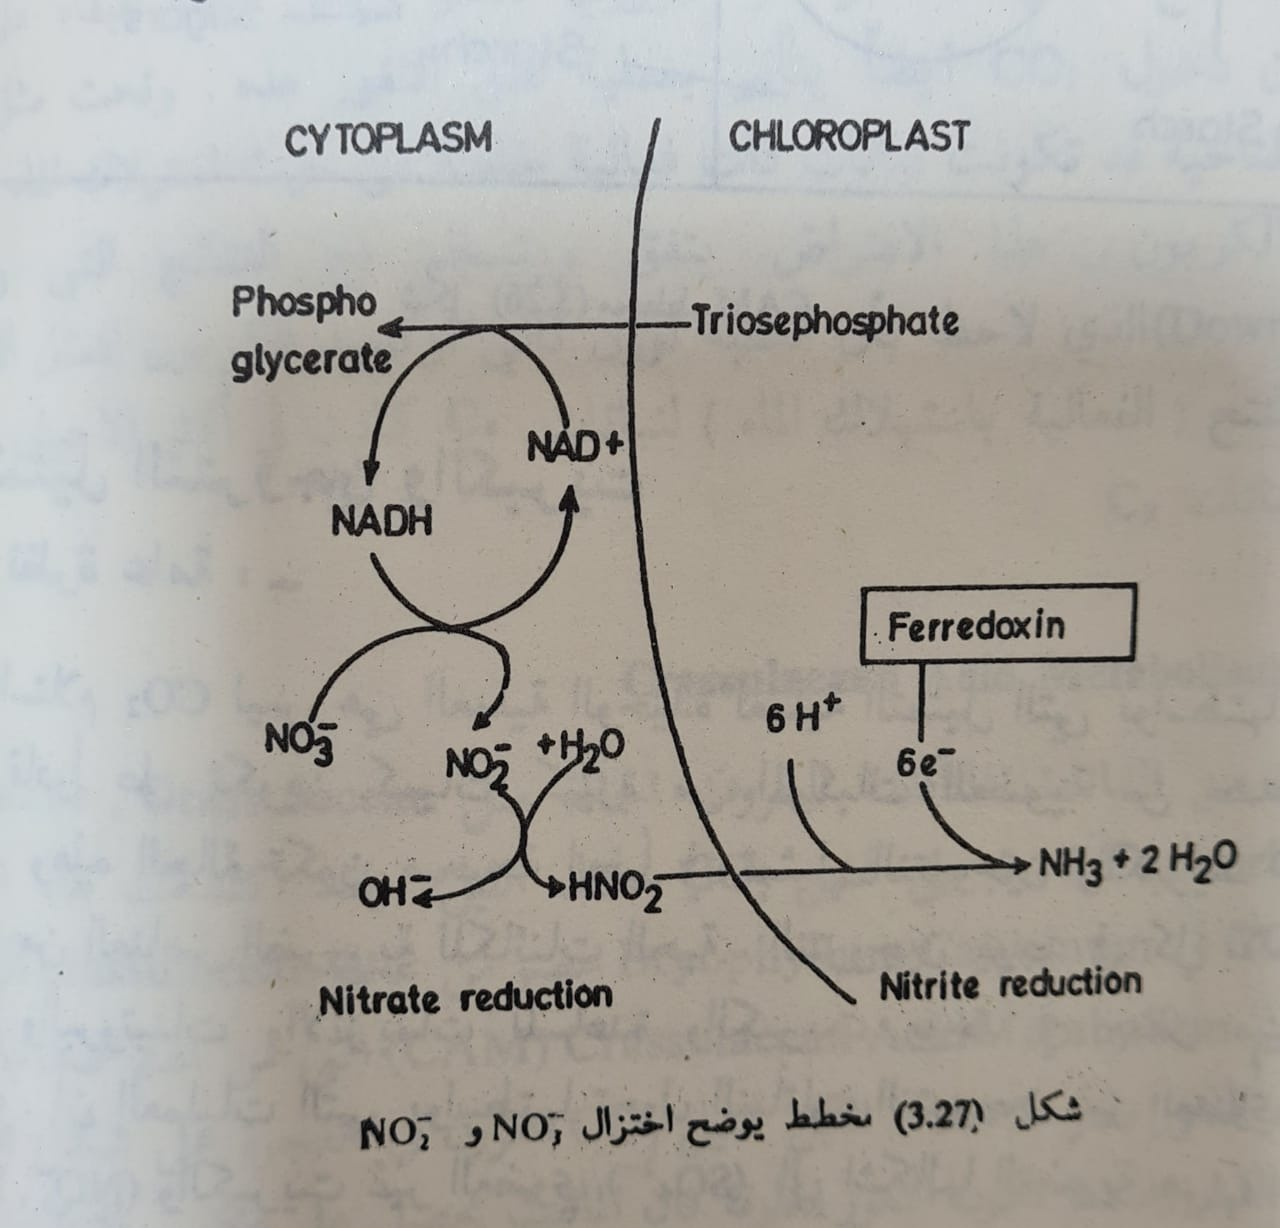 CYTOPLASM
CHLOROPLAST
Phospho
glycerate
Triosephosphate
NAD+
NADH
Ferredoxin
6 H⁺
6e⁻
NO₃⁻
NO₂⁻ +H₂O
OH⁻
HNO₂
NH₃ + 2 H₂O
Nitrate reduction
Nitrite reduction
شكل (3.27) مخطط يوضح اختزال NO₃⁻ و NO₂⁻